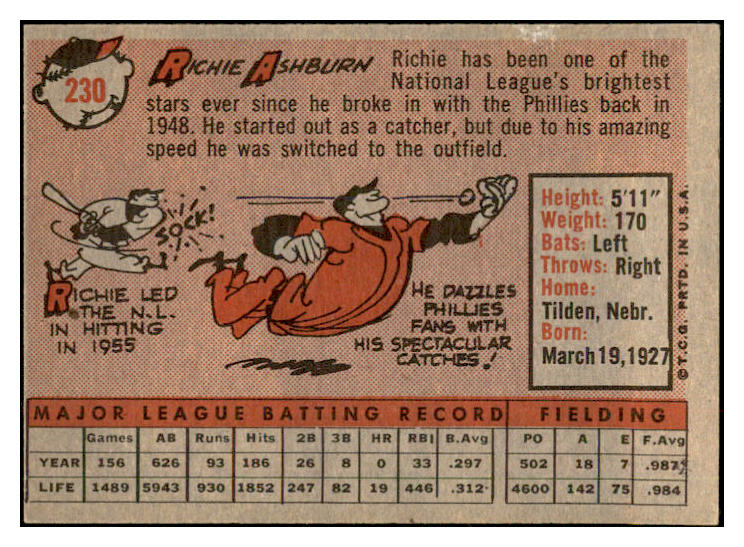 230
RICHIE ASHBURN
Richie has been one of the
National League's brightest
stars ever since he broke in with the Phillies back in
1948. He started out as a catcher, but due to his amazing
speed he was switched to the outfield.
SOCK!
RICHIE LED
THE N.L.
IN HITTING
IN 1955
HE DAZZLES
PHILLIES
FANS WITH
HIS SPECTACULAR
CATCHES!
Height: 5'11"
Weight: 170
Bats: Left
Throws: Right
Home:
Tilden, Nebr.
Born:
March 19, 1927
© T.C.G. PRTD. IN U.S.A.
MAJOR LEAGUE BATTING RECORD FIELDING
Games AB Runs Hits 2B 3B HR RBI B.Avg PO A E F.Avg
YEAR 156 626 93 186 26 8 0 33 .297 502 18 7 .987
LIFE 1489 5943 930 1852 247 82 19 446 .312 4600 142 75 .984